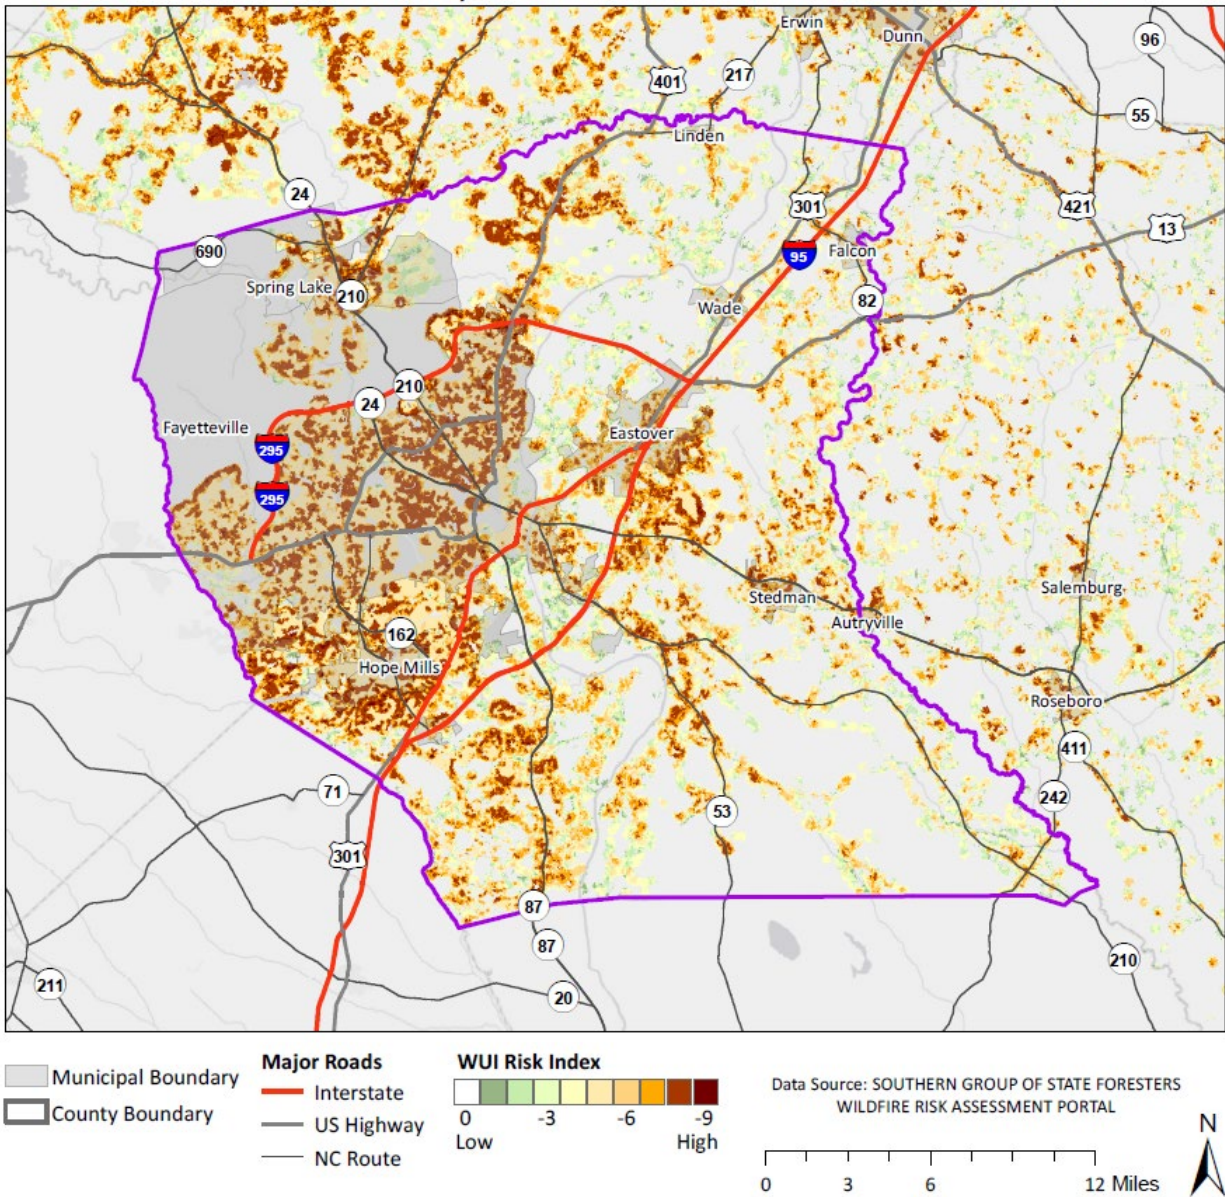 Erwin
Dunn
96
401
217
55
Linden
24
301
421
13
690
95
Falcon
Spring Lake
210
82
Wade
210
24
Fayetteville
295
Eastover
295
Salemburg
Stedman
Autryville
162
Hope Mills
Roseboro
411
71
242
53
301
87
87
210
211
20
Municipal Boundary
County Boundary
Major Roads
Interstate
US Highway
NC Route
WUI Risk Index
0 -3 -6 -9
Low High
Data Source: SOUTHERN GROUP OF STATE FORESTERS
WILDFIRE RISK ASSESSMENT PORTAL
0 3 6 12 Miles
N